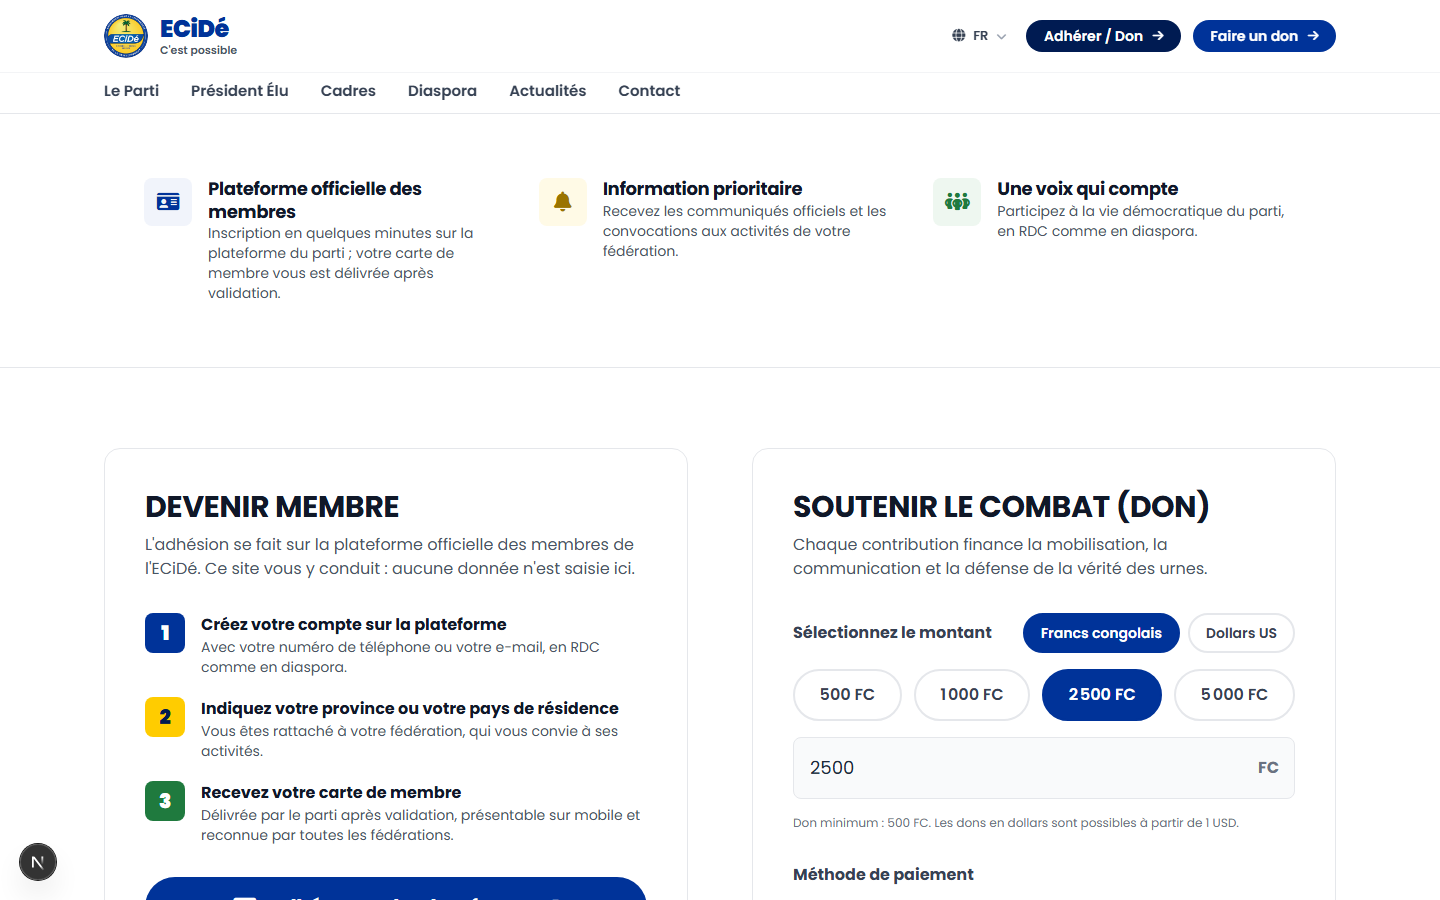 ECiDé
C'est possible
ECiDé
FR
Adhérer / Don →
Faire un don →
Le Parti
Président Élu
Cadres
Diaspora
Actualités
Contact
Plateforme officielle des
membres
Inscription en quelques minutes sur la
plateforme du parti ; votre carte de
membre vous est délivrée après
validation.
Information prioritaire
Recevez les communiqués officiels et les
convocations aux activités de votre
fédération.
Une voix qui compte
Participez à la vie démocratique du parti,
en RDC comme en diaspora.
DEVENIR MEMBRE
L'adhésion se fait sur la plateforme officielle des membres de
l'ECiDé. Ce site vous y conduit : aucune donnée n'est saisie ici.
1
Créez votre compte sur la plateforme
Avec votre numéro de téléphone ou votre e-mail, en RDC
comme en diaspora.
2
Indiquez votre province ou votre pays de résidence
Vous êtes rattaché à votre fédération, qui vous convie à ses
activités.
3
Recevez votre carte de membre
Délivrée par le parti après validation, présentable sur mobile et
reconnue par toutes les fédérations.
SOUTENIR LE COMBAT (DON)
Chaque contribution finance la mobilisation, la
communication et la défense de la vérité des urnes.
Sélectionnez le montant
Francs congolais
Dollars US
500 FC
1 000 FC
2 500 FC
5 000 FC
2500
FC
Don minimum : 500 FC. Les dons en dollars sont possibles à partir de 1 USD.
Méthode de paiement
N